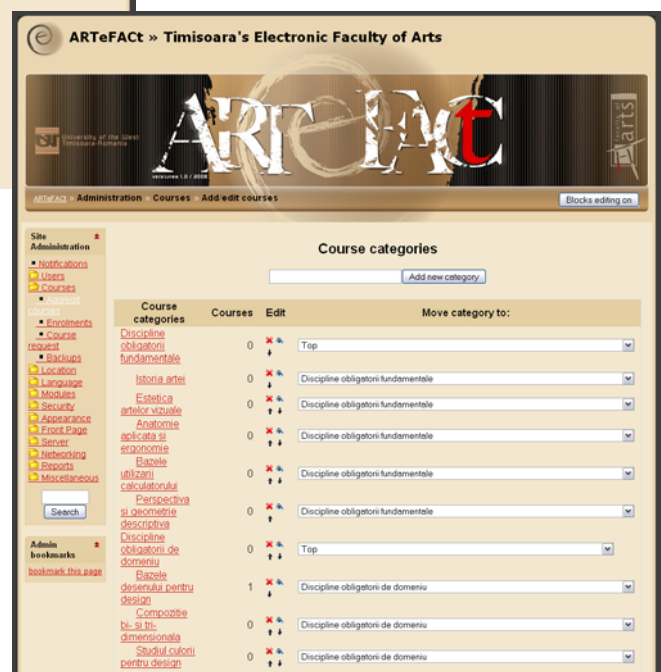 ARTeFACt » Timisoara's Electronic Faculty of Arts
University of the West
Timisoara-Romania
ARTEFACt
versiunea 1.0 / 2008
faculty of
arts
ARTeFACt » Administration » Courses » Add/edit courses
Blocks editing on
Site
Administration
Notifications
Users
Courses
Add/edit
courses
Enrolments
Course
request
Backups
Location
Language
Modules
Security
Appearance
Front Page
Server
Networking
Reports
Miscellaneous
Search
Admin
bookmarks
bookmark this page
Course categories
Add new category
Course
categories
Courses Edit Move category to:
Discipline
obligatorii
fundamentale
0 Top
Istoria artei 0 Discipline obligatorii fundamentale
Estetica
artelor vizuale
0 Discipline obligatorii fundamentale
Anatomie
aplicata si
ergonomie
0 Discipline obligatorii fundamentale
Bazele
utilizarii
calculatorului
0 Discipline obligatorii fundamentale
Perspectiva
si geometrie
descriptiva
0 Discipline obligatorii fundamentale
Discipline
obligatorii de
domeniu
0 Top
Bazele
desenului pentru
design
1 Discipline obligatorii de domeniu
Compozitie
bi- si tri-
dimensionala
0 Discipline obligatorii de domeniu
Studiul culorii
pentru design
0 Discipline obligatorii de domeniu